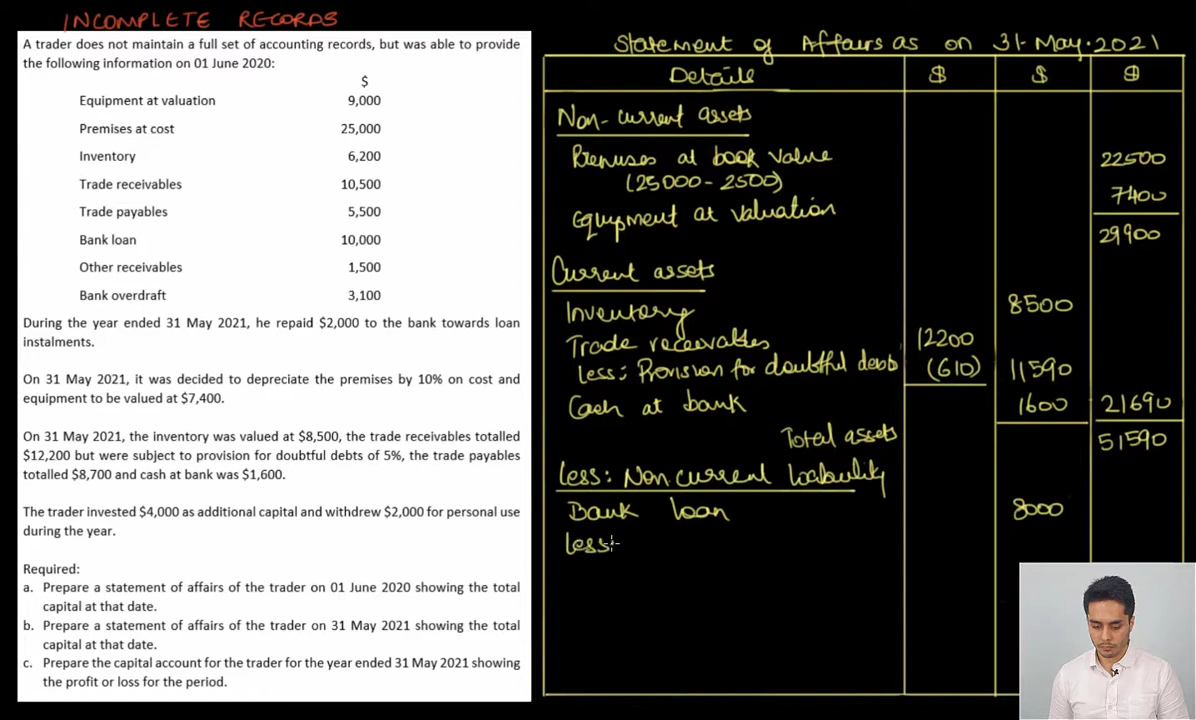 INCOMPLETE RECORDS
A trader does not maintain a full set of accounting records, but was able to provide
the following information on 01 June 2020:
$
Equipment at valuation 9,000
Premises at cost 25,000
Inventory 6,200
Trade receivables 10,500
Trade payables 5,500
Bank loan 10,000
Other receivables 1,500
Bank overdraft 3,100
During the year ended 31 May 2021, he repaid $2,000 to the bank towards loan
instalments.
On 31 May 2021, it was decided to depreciate the premises by 10% on cost and
equipment to be valued at $7,400.
On 31 May 2021, the inventory was valued at $8,500, the trade receivables totalled
$12,200 but were subject to provision for doubtful debts of 5%, the trade payables
totalled $8,700 and cash at bank was $1,600.
The trader invested $4,000 as additional capital and withdrew $2,000 for personal use
during the year.
Required:
a. Prepare a statement of affairs of the trader on 01 June 2020 showing the total
capital at that date.
b. Prepare a statement of affairs of the trader on 31 May 2021 showing the total
capital at that date.
c. Prepare the capital account for the trader for the year ended 31 May 2021 showing
the profit or loss for the period.
Statement of Affairs as on 31 May 2021
Details $ $ $
Non-current assets
Premises at book value 22500
(25000-2500)
Equipment at valuation 7400
29900
Current assets
Inventory 8500
Trade receivables 12200
less: Provision for doubtful debts (610) 11590
Cash at bank 1600 21690
Total assets 51590
less: Non current liability
Bank loan 8000
less: